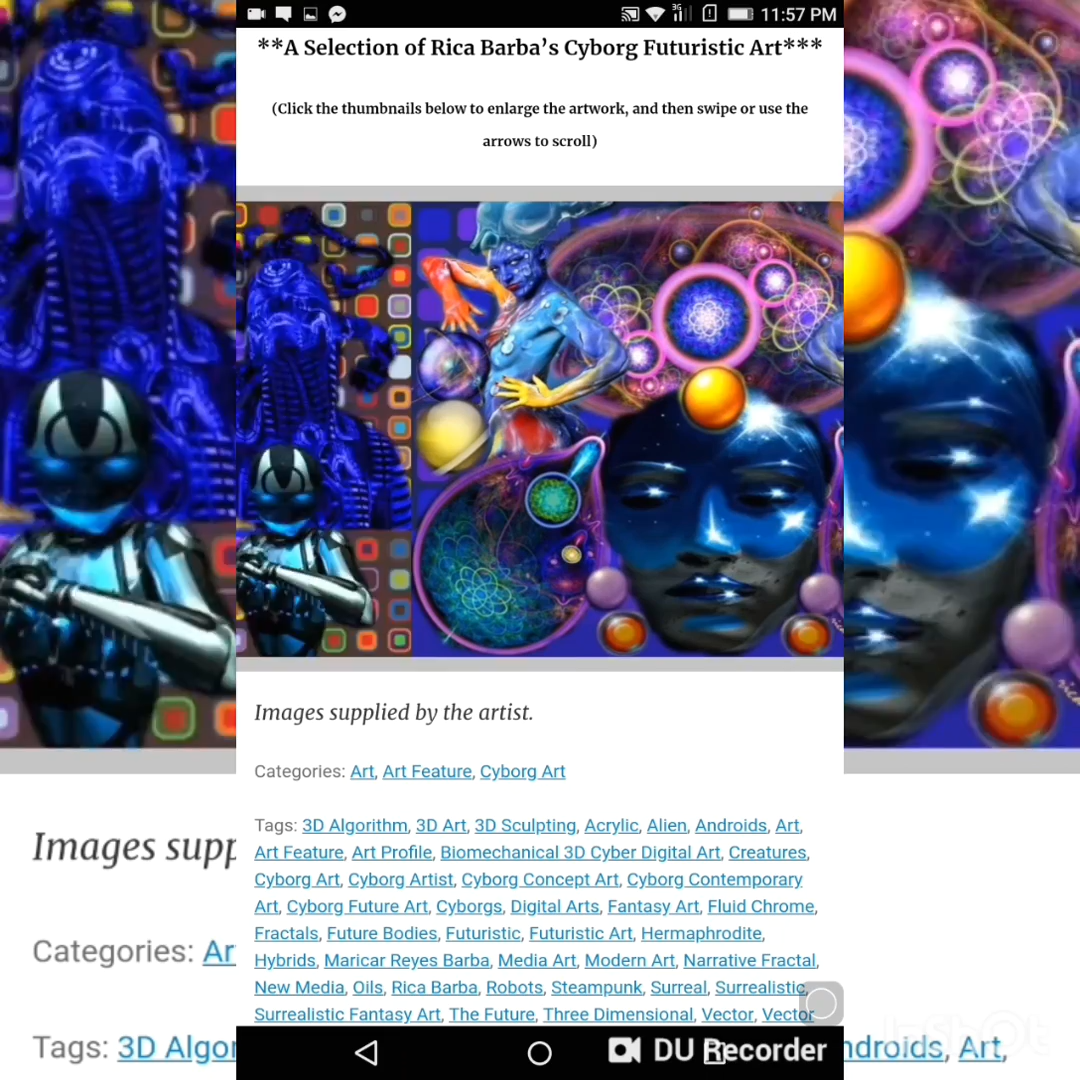 3G
11:57 PM
**A Selection of Rica Barba’s Cyborg Futuristic Art***
(Click the thumbnails below to enlarge the artwork, and then swipe or use the
arrows to scroll)
Images supplied by the artist.
Categories: Art, Art Feature, Cyborg Art
Tags: 3D Algorithm, 3D Art, 3D Sculpting, Acrylic, Alien, Androids, Art,
Art Feature, Art Profile, Biomechanical 3D Cyber Digital Art, Creatures,
Cyborg Art, Cyborg Artist, Cyborg Concept Art, Cyborg Contemporary
Art, Cyborg Future Art, Cyborgs, Digital Arts, Fantasy Art, Fluid Chrome,
Fractals, Future Bodies, Futuristic, Futuristic Art, Hermaphrodite,
Hybrids, Maricar Reyes Barba, Media Art, Modern Art, Narrative Fractal,
New Media, Oils, Rica Barba, Robots, Steampunk, Surreal, Surrealistic,
Surrealistic Fantasy Art, The Future, Three Dimensional, Vector, Vector
DU Recorder
Images supp
Categories: Ar
Tags: 3D Algor
ndroids, Art,
InShOt